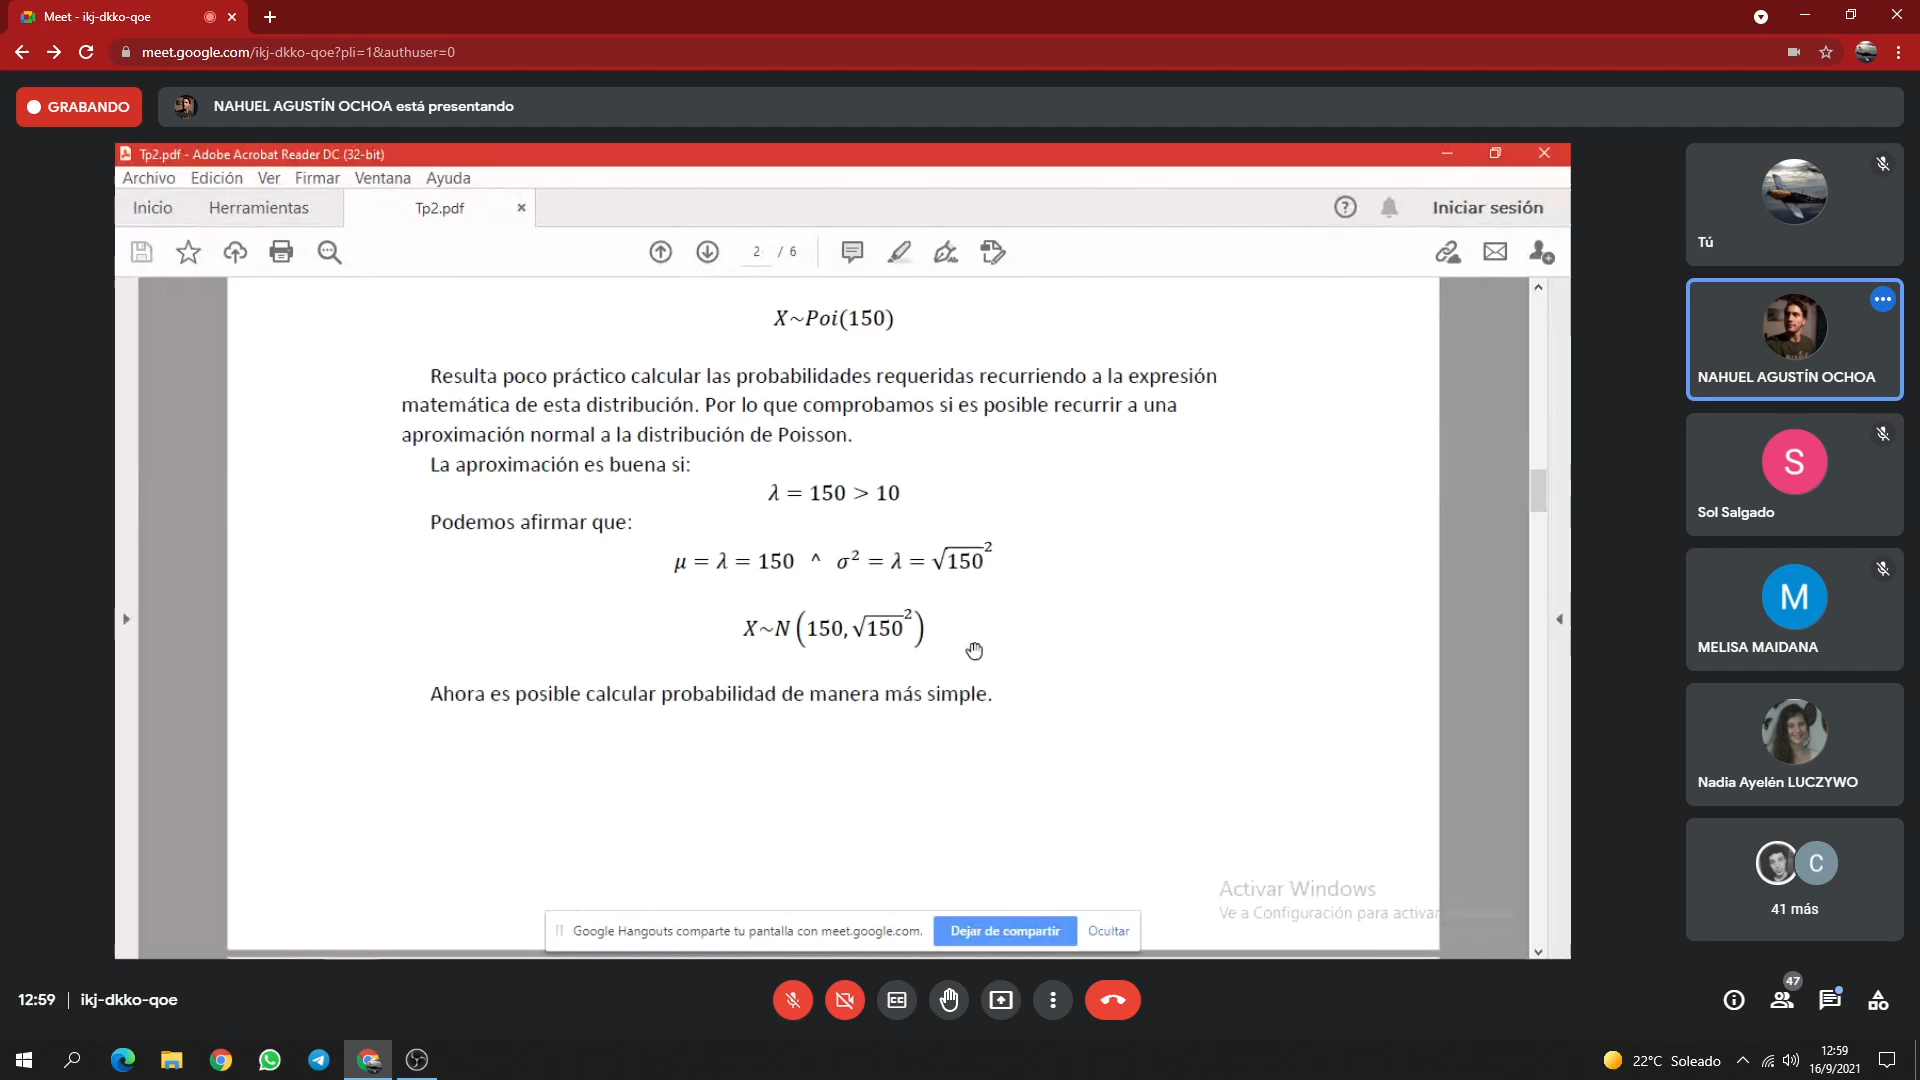 Meet - ikj-dkko-qoe
meet.google.com/ikj-dkko-qoe?pli=1&authuser=0
GRABANDO
NAHUEL AGUSTÍN OCHOA está presentando
Tp2.pdf - Adobe Acrobat Reader DC (32-bit)
Archivo Edición Ver Firmar Ventana Ayuda
Inicio Herramientas Tp2.pdf Iniciar sesión
2 / 6
X~Poi(150)
Resulta poco práctico calcular las probabilidades requeridas recurriendo a la expresión
matemática de esta distribución. Por lo que comprobamos si es posible recurrir a una
aproximación normal a la distribución de Poisson.
La aproximación es buena si:
λ = 150 > 10
Podemos afirmar que:
μ = λ = 150 ^ σ² = λ = √150²
X~N(150, √150²)
Ahora es posible calcular probabilidad de manera más simple.
Activar Windows
Ve a Configuración para activar
Google Hangouts comparte tu pantalla con meet.google.com. Dejar de compartir Ocultar
Tú
NAHUEL AGUSTÍN OCHOA
S
Sol Salgado
M
MELISA MAIDANA
Nadia Ayelén LUCZYWO
C
41 más
12:59 | ikj-dkko-qoe
47
22°C Soleado
12:59
16/9/2021